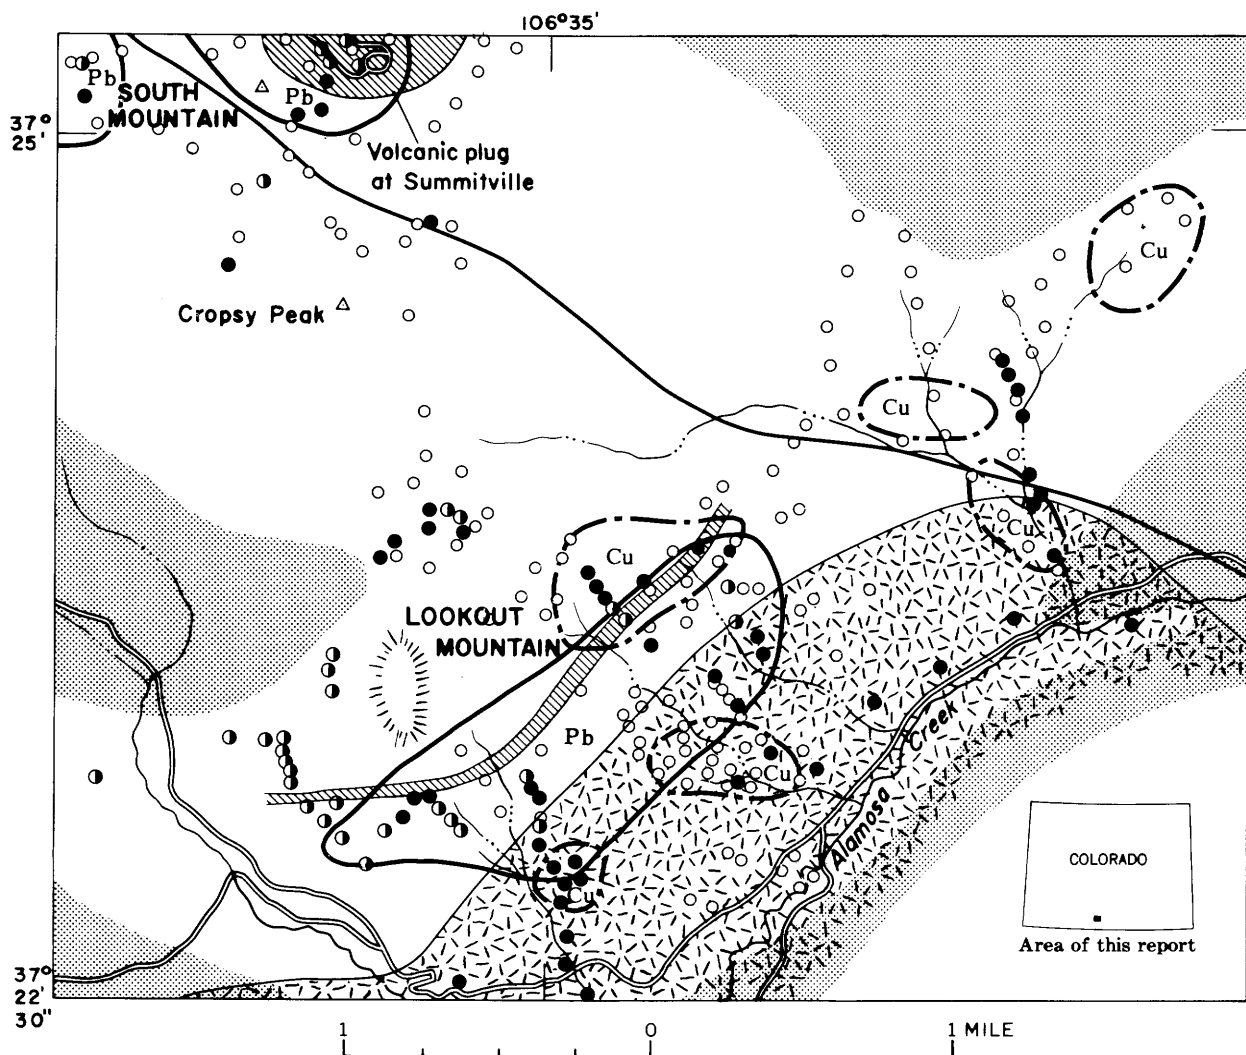 106°35'
Pb
SOUTH
MOUNTAIN
Pb
37°
25'
Volcanic plug
at Summitville
Cu
Cropsy Peak
Cu
Cu
Cu
LOOKOUT
MOUNTAIN
Pb
Cu
Creek
Alamosa
COLORADO
Cu
Area of this report
37°
22'
30"
1 0 1 MILE